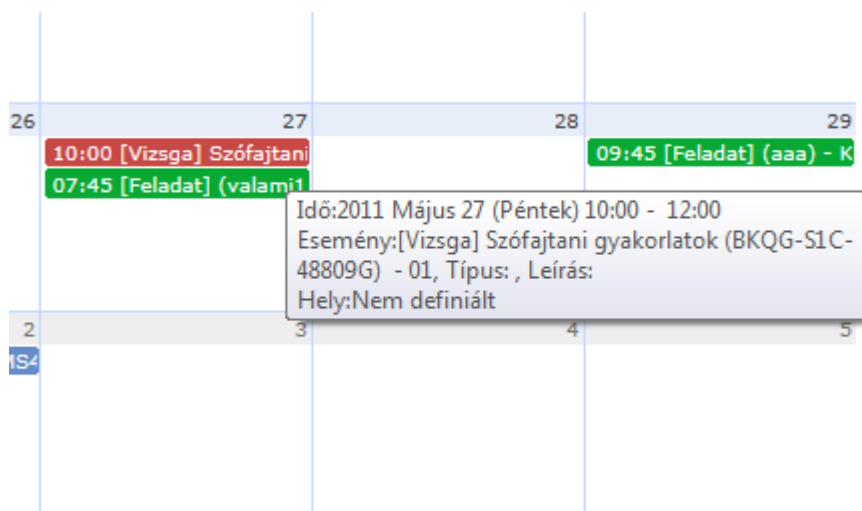 26 27 28 29
10:00 [Vizsga] Szófajtani
09:45 [Feladat] (aaa) - K
07:45 [Feladat] (valami1
Idő:2011 Május 27 (Péntek) 10:00 - 12:00
Esemény:[Vizsga] Szófajtani gyakorlatok (BKQG-S1C-
48809G) - 01, Típus: , Leírás:
Hely:Nem definiált
2 3 4 5
MS4